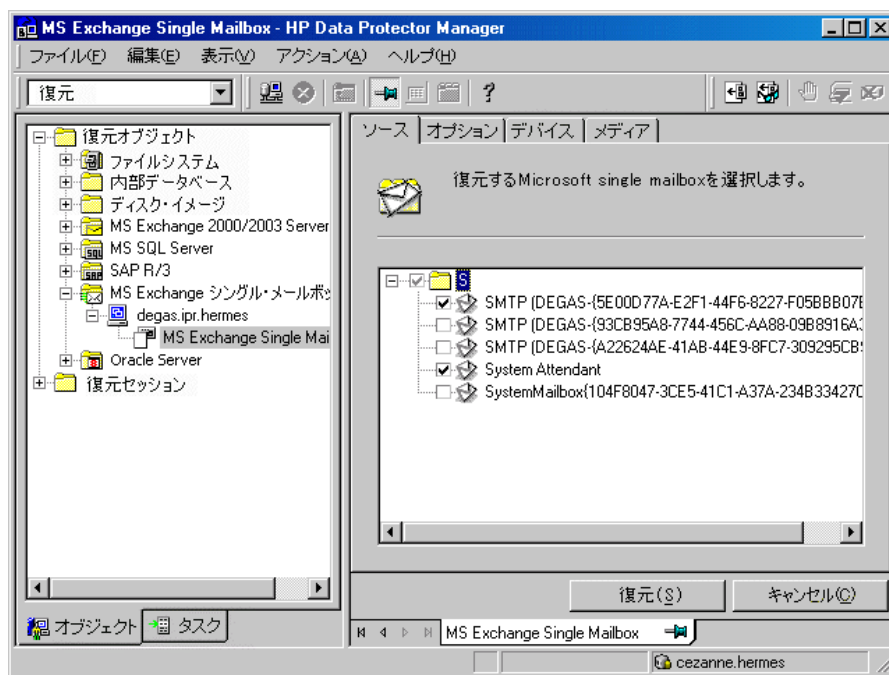 MS Exchange Single Mailbox - HP Data Protector Manager
ファイル(F) 編集(E) 表示(V) アクション(A) ヘルプ(H)
復元
復元オブジェクト
ファイルシステム
内部データベース
ディスク・イメージ
MS Exchange 2000/2003 Server
MS SQL Server
SAP R/3
MS Exchange シングル・メールボッ
degas.ipr.hermes
MS Exchange Single Mai
Oracle Server
復元セッション
オブジェクト タスク
ソース オプション デバイス メディア
復元するMicrosoft single mailboxを選択します。
S
SMTP (DEGAS-{5E00D77A-E2F1-44F6-8227-F05BBB07E
SMTP (DEGAS-{93CB95A8-7744-456C-AA88-09B8916A
SMTP (DEGAS-{A22624AE-41AB-44E9-8FC7-309295CB
System Attendant
SystemMailbox{104F8047-3CE5-41C1-A37A-234B33427
復元(S) キャンセル(C)
MS Exchange Single Mailbox
cezanne.hermes